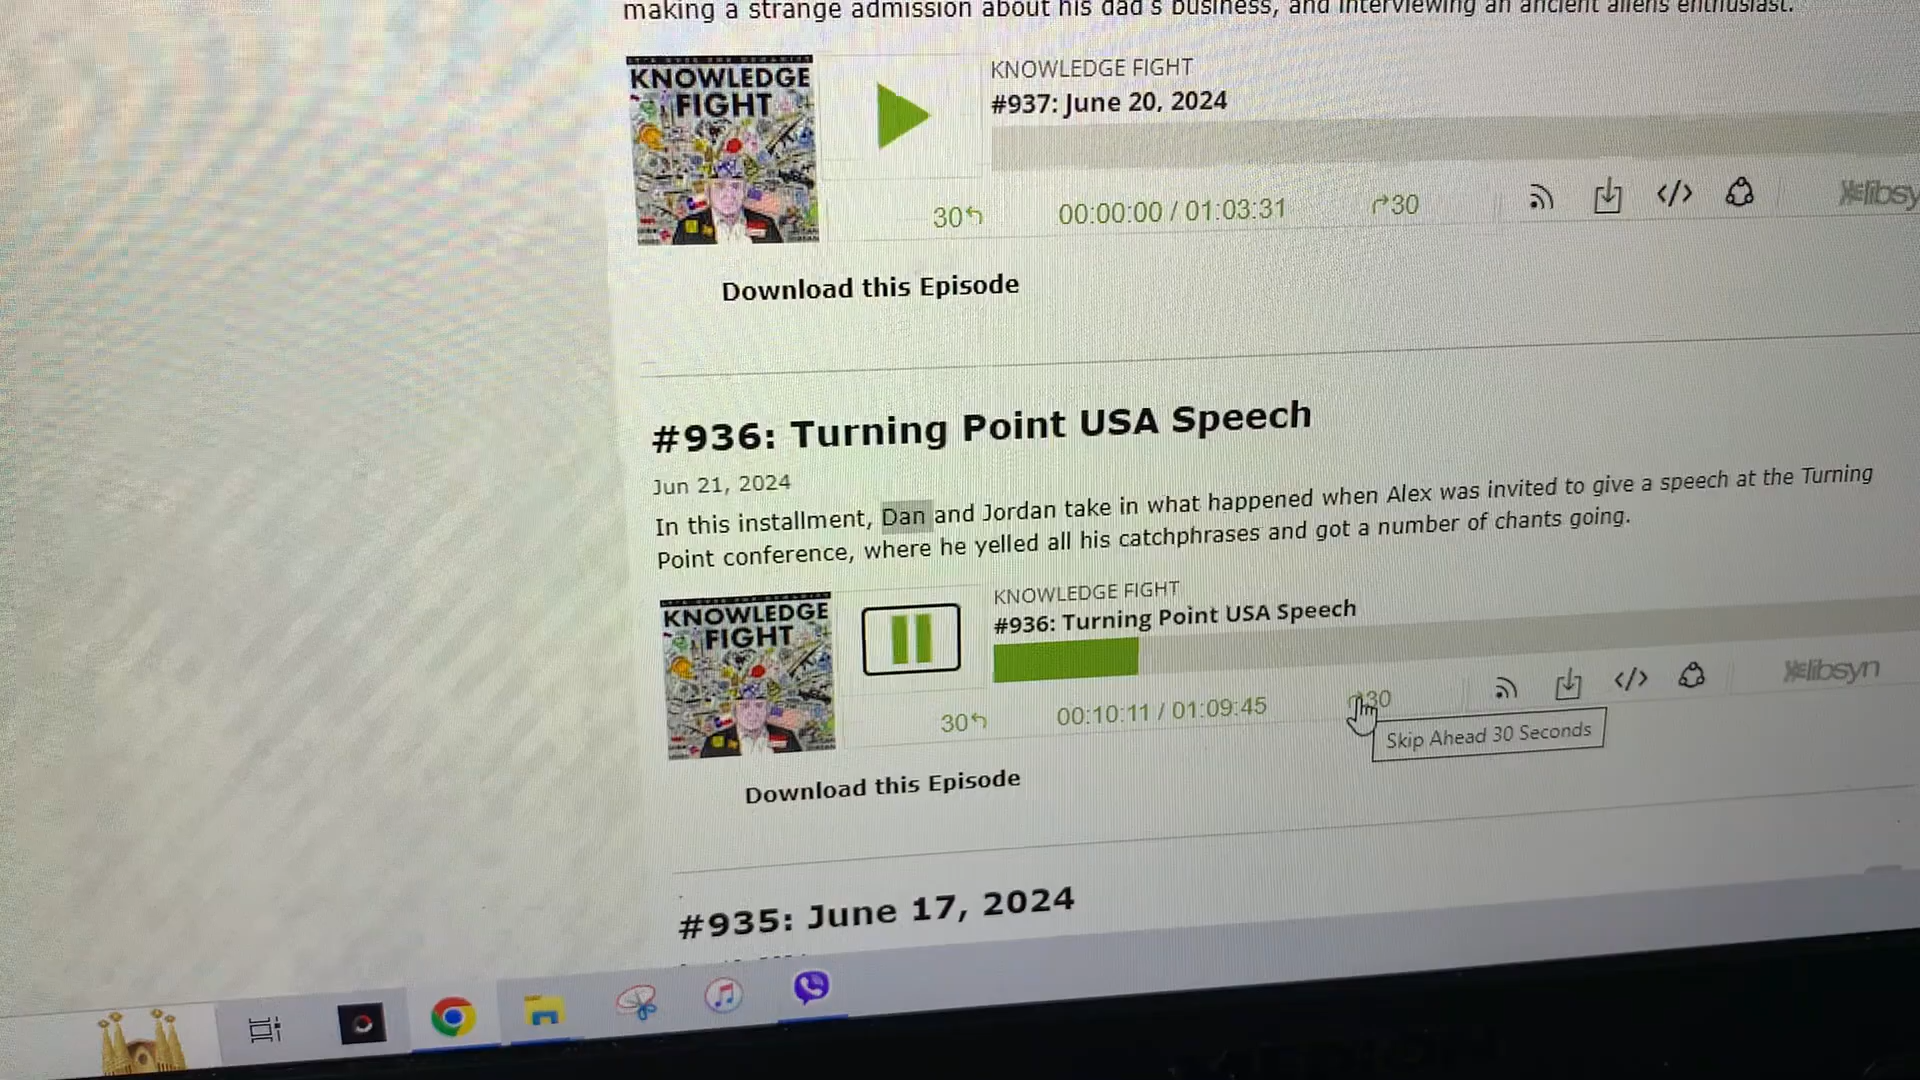 making a strange admission about his dad's business, and interviewing an ancient aliens enthusiast.
KNOWLEDGE FIGHT
KNOWLEDGE FIGHT
#937: June 20, 2024
30
00:00:00 / 01:03:31
30
</>
libsy
Download this Episode
#936: Turning Point USA Speech
Jun 21, 2024
In this installment, Dan and Jordan take in what happened when Alex was invited to give a speech at the Turning
Point conference, where he yelled all his catchphrases and got a number of chants going.
KNOWLEDGE FIGHT
KNOWLEDGE FIGHT
#936: Turning Point USA Speech
30
00:10:11 / 01:09:45
30
</>
libsyn
Skip Ahead 30 Seconds
Download this Episode
#935: June 17, 2024